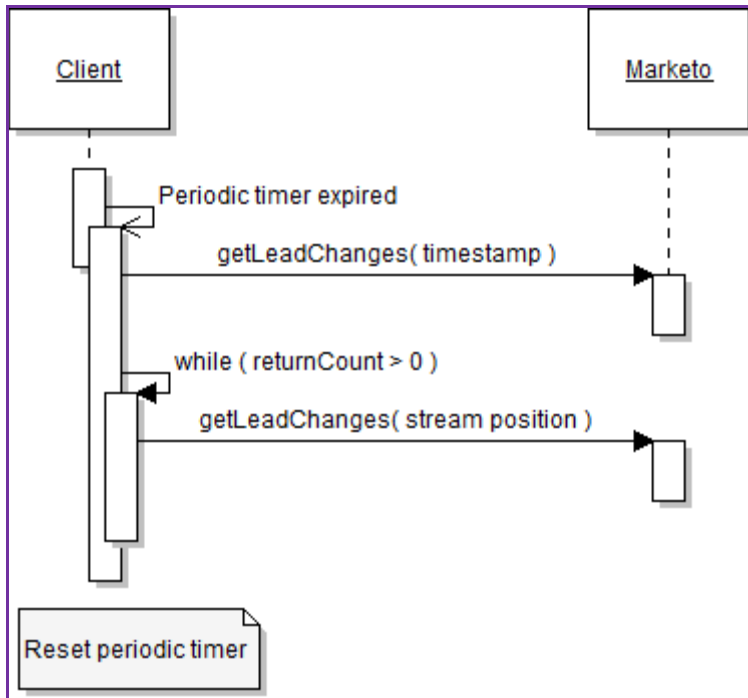 Client
Marketo
Periodic timer expired
getLeadChanges( timestamp )
while ( returnCount > 0 )
getLeadChanges( stream position )
Reset periodic timer